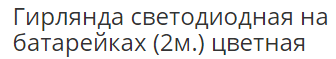 Гирлянда светодиодная на
батарейках (2м.) цветная